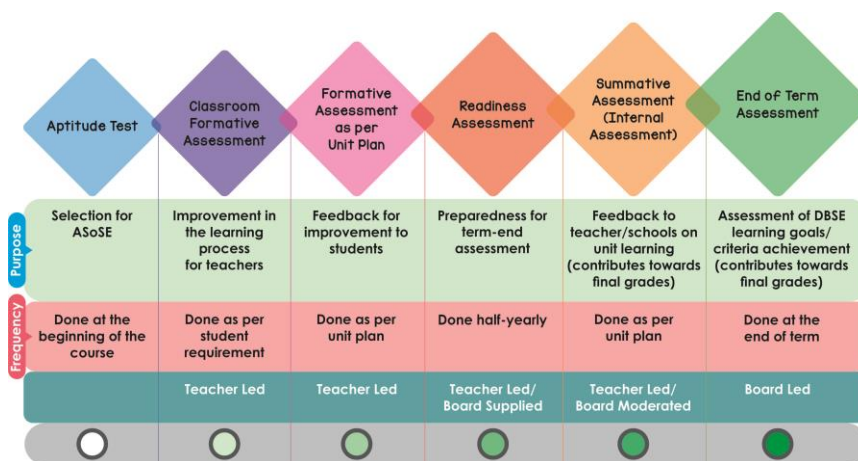 Aptitude Test
Classroom
Formative
Assessment
Formative
Assessment
as per
Unit Plan
Readiness
Assessment
Summative
Assessment
(Internal
Assessment)
End of Term
Assessment
Purpose
Selection for
ASoSE
Improvement in
the learning
process
for teachers
Feedback for
improvement to
students
Preparedness for
term-end
assessment
Feedback to
teacher/schools on
unit learning
(contributes towards
final grades)
Assessment of DBSE
learning goals/
criteria achievement
(contributes towards
final grades)
Frequency
Done at the
beginning of the
course
Done as per
student
requirement
Done as per
unit plan
Done half-yearly
Done as per
unit plan
Done at the
end of term
Teacher Led
Teacher Led
Teacher Led/
Board Supplied
Teacher Led/
Board Moderated
Board Led